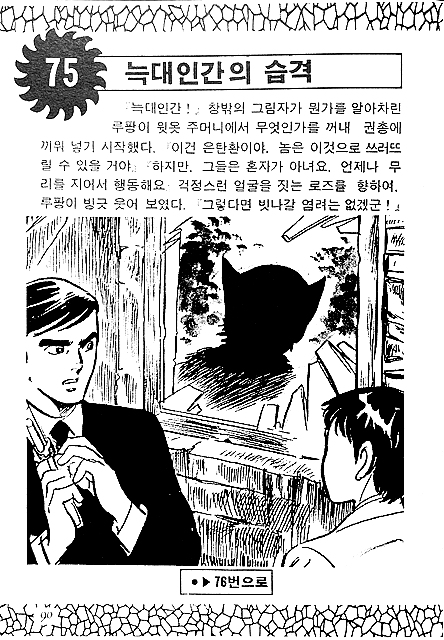 75 늑대인간의 습격
『늑대인간!』 창밖의 그림자가 뭔가를 알아차린
루팡이 윗옷 주머니에서 무엇인가를 꺼내 권총에
끼워 넣기 시작했다. 『이건 은탄환이야. 놈은 이것으로 쓰러뜨
릴 수 있을 거야』 『하지만, 그들은 혼자가 아녀요. 언제나 무
리를 지어서 행동해요』 걱정스런 얼굴을 짓는 로즈를 향하여,
루팡이 빙긋 웃어 보였다. 『그렇다면 빗나갈 염려는 없겠군!』
●▶76번으로
90